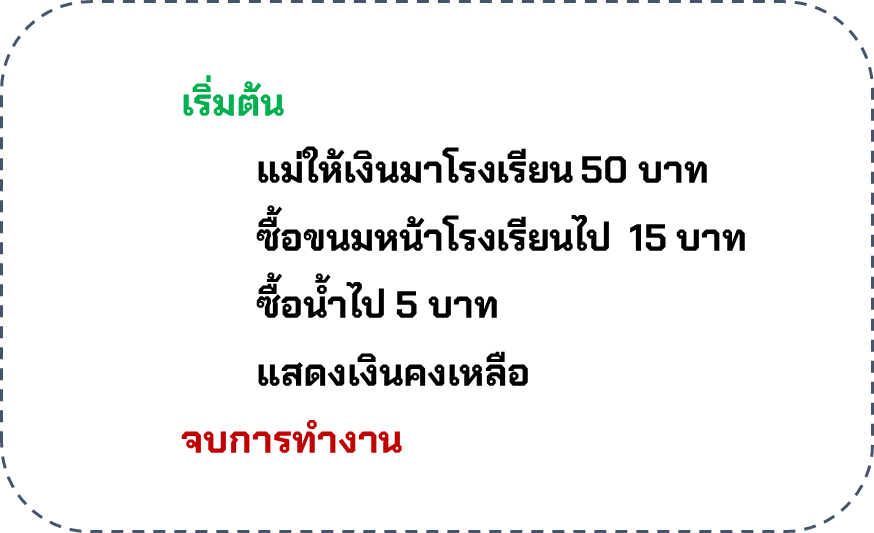 เริ่มต้น
แม่ให้เงินมาโรงเรียน 50 บาท
ซื้อขนมหน้าโรงเรียนไป 15 บาท
ซื้อน้ำไป 5 บาท
แสดงเงินคงเหลือ
จบการทำงาน